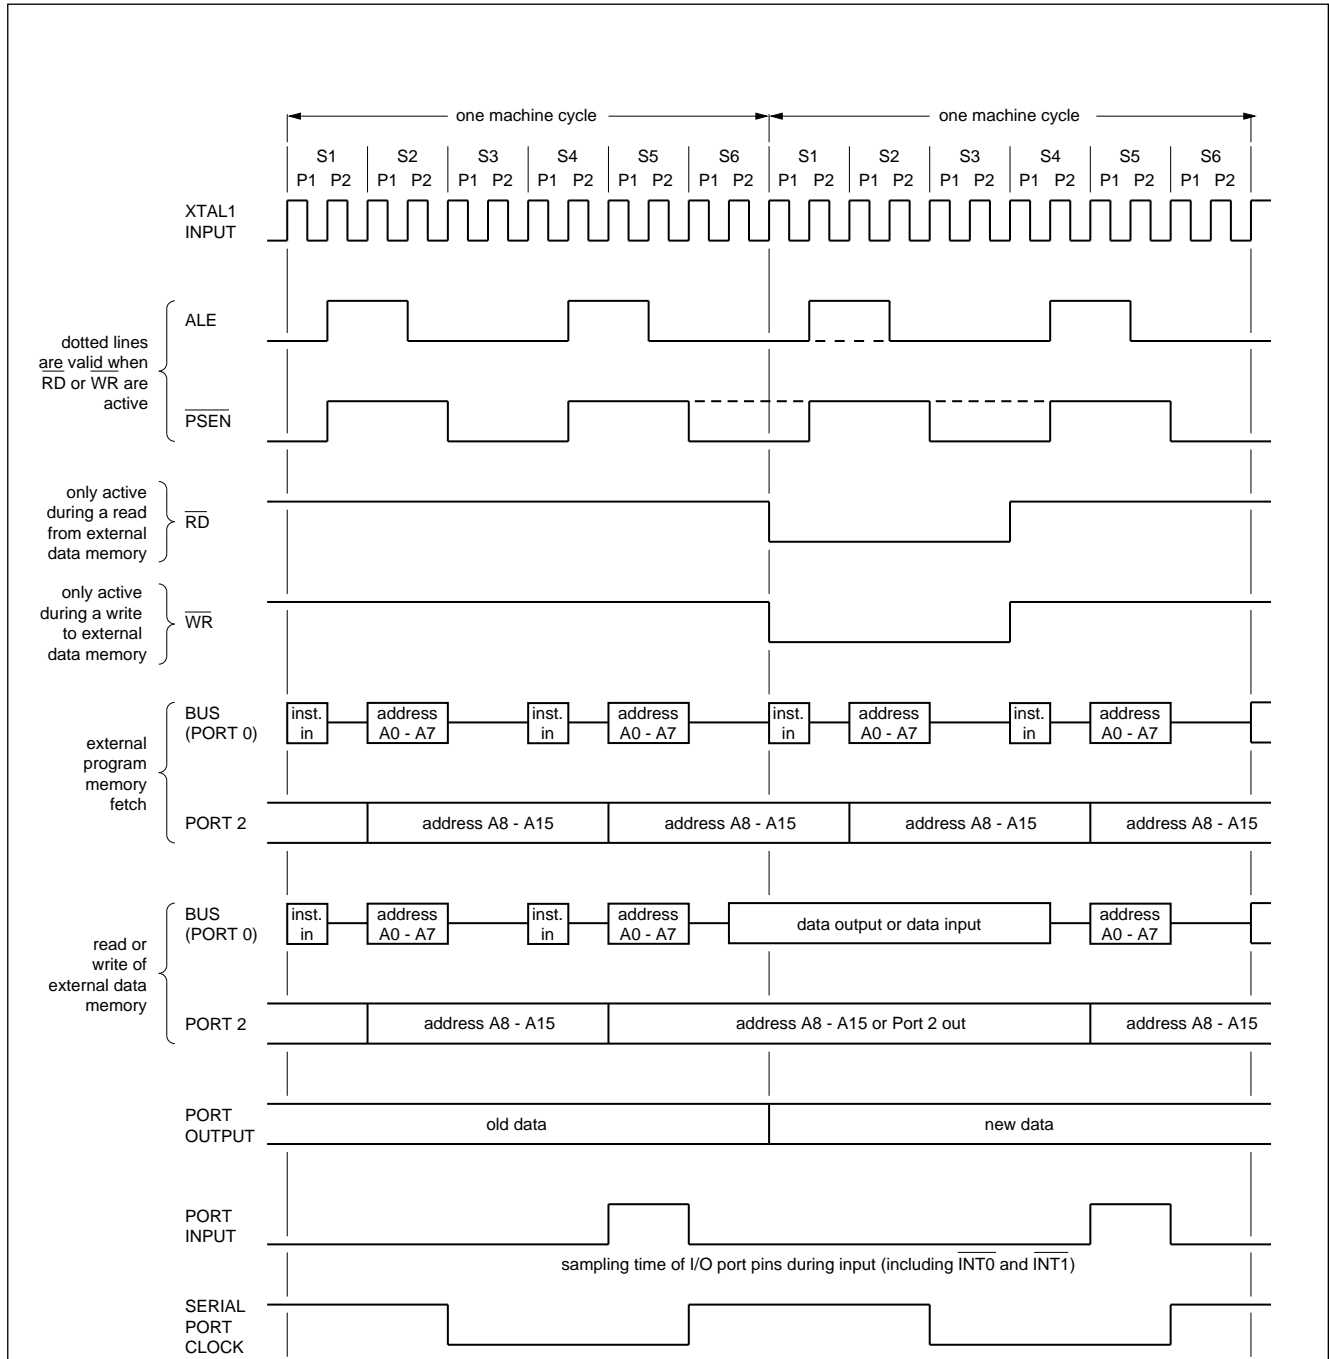 one machine cycle one machine cycle
S1 S2 S3 S4 S5 S6 S1 S2 S3 S4 S5 S6
P1 P2 P1 P2 P1 P2 P1 P2 P1 P2 P1 P2 P1 P2 P1 P2 P1 P2 P1 P2 P1 P2 P1 P2
XTAL1
INPUT
dotted lines
are valid when
RD or WR are
active
ALE
PSEN
only active
during a read
from external
data memory
RD
only active
during a write
to external
data memory
WR
external
program
memory
fetch
BUS
(PORT 0)
inst.
in
address
A0 - A7
inst.
in
address
A0 - A7
inst.
in
address
A0 - A7
inst.
in
address
A0 - A7
PORT 2
address A8 - A15 address A8 - A15 address A8 - A15 address A8 - A15
read or
write of
external data
memory
BUS
(PORT 0)
inst.
in
address
A0 - A7
inst.
in
address
A0 - A7
data output or data input
address
A0 - A7
PORT 2
address A8 - A15 address A8 - A15 or Port 2 out address A8 - A15
PORT
OUTPUT
old data new data
PORT
INPUT
sampling time of I/O port pins during input (including INT0 and INT1)
SERIAL
PORT
CLOCK